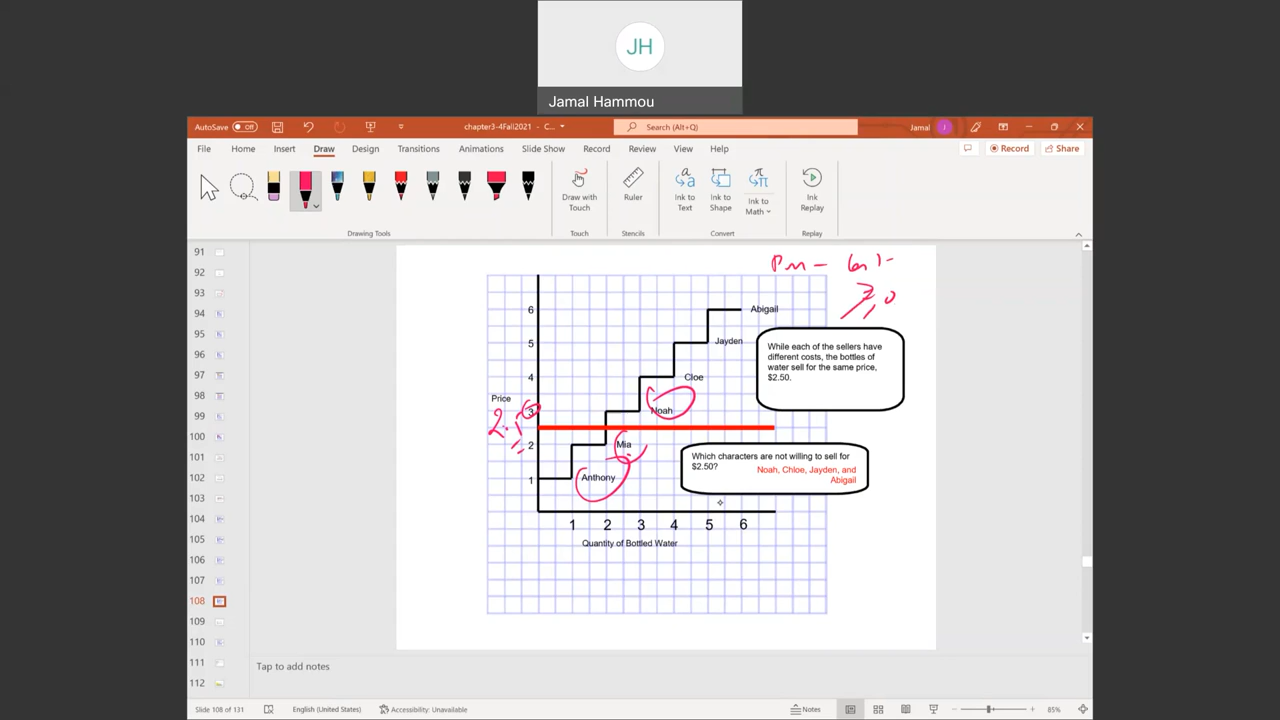 JH
Jamal Hammou
AutoSave Off
chapter3-4Fall2021 - C...
Search (Alt+Q)
Jamal J
File Home Insert Draw Design Transitions Animations Slide Show Record Review View Help
Record Share
Draw with Touch
Ruler
Ink to Text
Ink to Shape
Ink to Math
Ink Replay
Drawing Tools Touch Stencils Convert Replay
91
92
93
94
95
96
97
98
99
100
101
102
103
104
105
106
107
108
109
110
111
112
≥ 0
6 Abigail
5 Jayden
4 Cloe
Price
3 Noah
2 Mia
1 Anthony
1 2 3 4 5 6
Quantity of Bottled Water
While each of the sellers have
different costs, the bottles of
water sell for the same price,
$2.50.
Which characters are not willing to sell for
$2.50? Noah, Chloe, Jayden, and
Abigail
Tap to add notes
Slide 108 of 131 English (United States) Accessibility: Unavailable Notes 85%